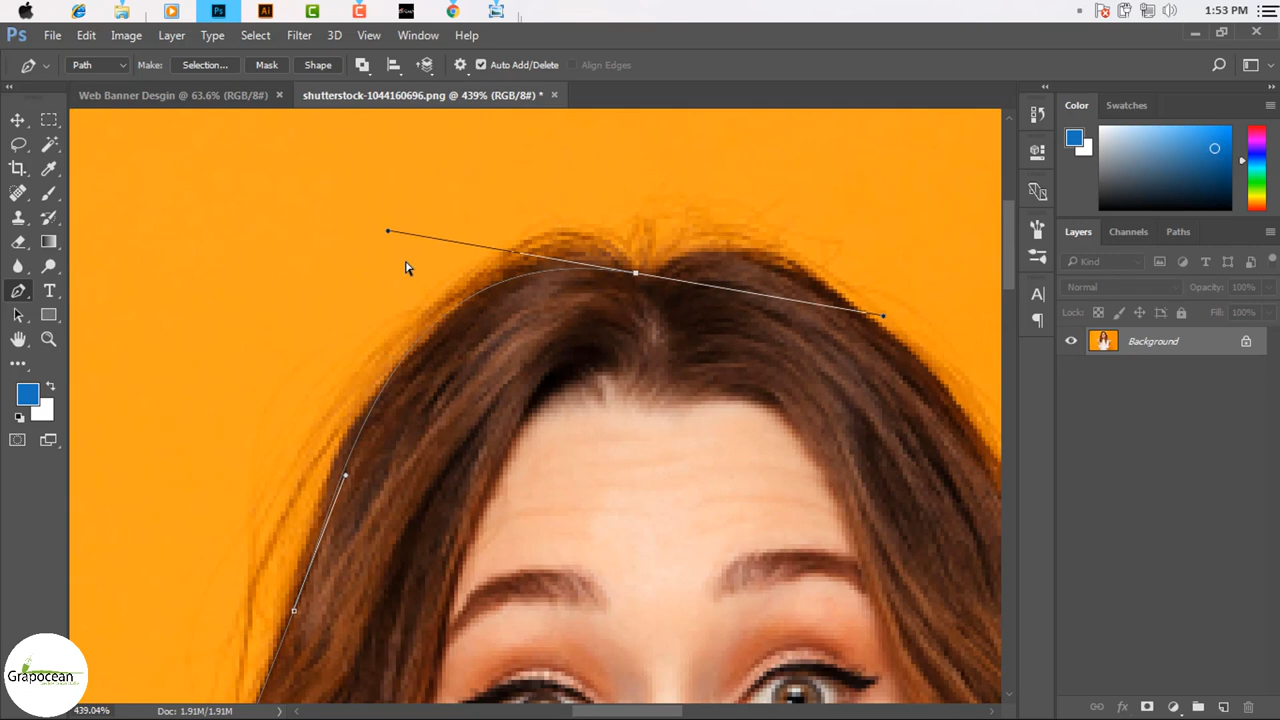 Ps
Ai
1:53 PM
Ps File Edit Image Layer Type Select Filter 3D View Window Help
Path Make: Selection... Mask Shape Auto Add/Delete Align Edges
Web Banner Desgin @ 63.6% (RGB/8#) × shutterstock-1044160696.png @ 439% (RGB/8#) * ×
Color Swatches
Layers Channels Paths
Kind
Normal Opacity: 100%
Lock: Fill: 100%
Background
Grapocean
439.04% Doc: 1.91M/1.91M